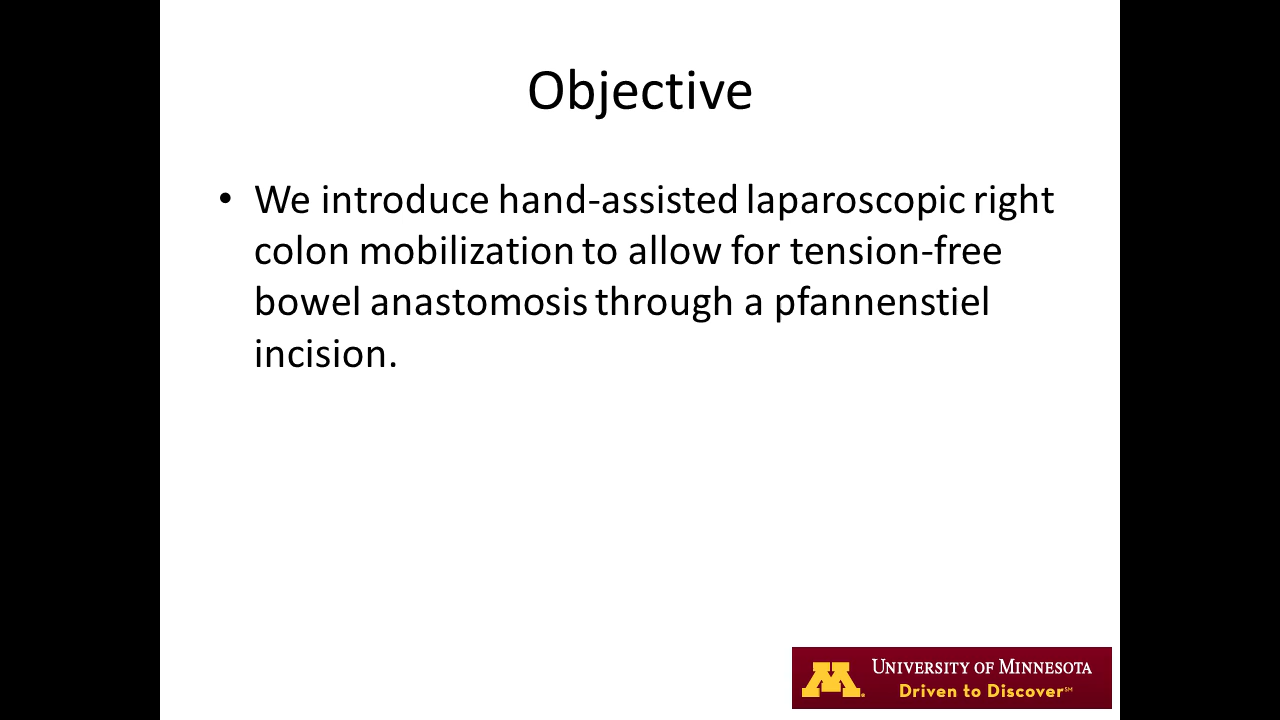 Objective
• We introduce hand-assisted laparoscopic right
colon mobilization to allow for tension-free
bowel anastomosis through a pfannenstiel
incision.
UNIVERSITY OF MINNESOTA
Driven to Discover℠